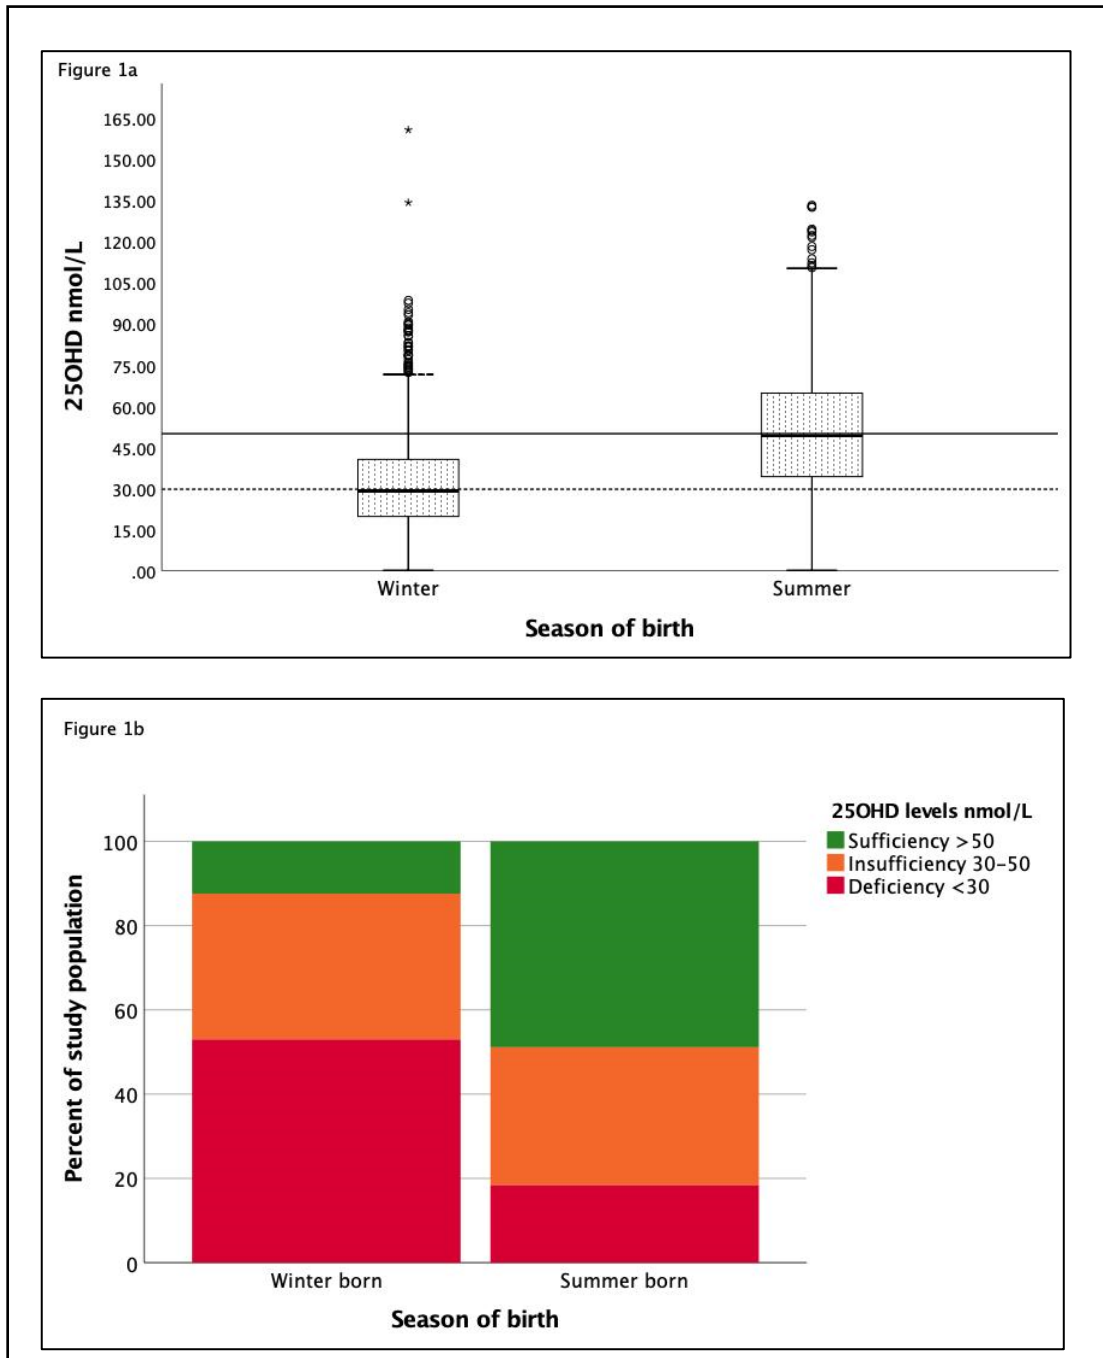 Figure 1a
165.00
150.00
135.00
120.00
105.00
90.00
75.00
60.00
45.00
30.00
15.00
.00
25OHD nmol/L
Winter
Summer
Season of birth
Figure 1b
25OHD levels nmol/L
Sufficiency >50
Insufficiency 30–50
Deficiency <30
100
80
60
40
20
0
Percent of study population
Winter born
Summer born
Season of birth